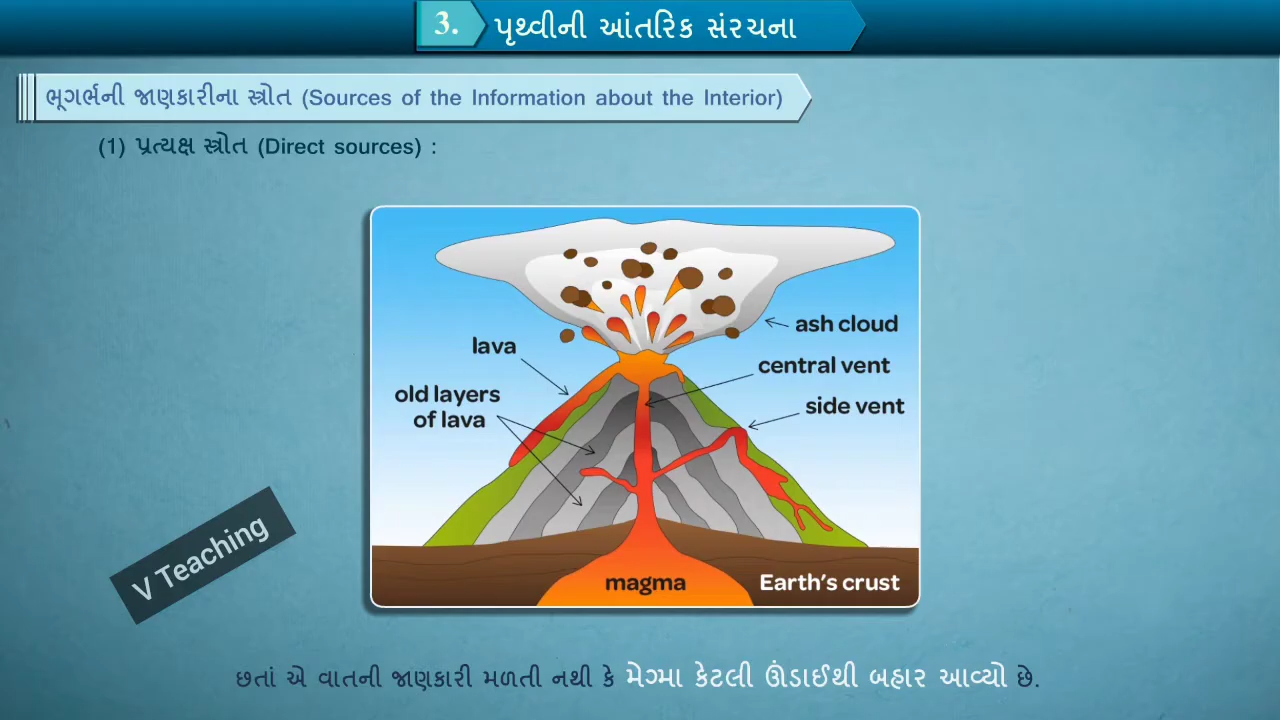 3. પૃથ્વીની આંતરિક સંરચના
ભૂગર્ભની જાણકારીના સ્ત્રોત (Sources of the Information about the Interior)
(1) પ્રત્યક્ષ સ્ત્રોત (Direct sources) :
ash cloud
lava
central vent
old layers
of lava
side vent
V Teaching
magma
Earth's crust
છતાં એ વાતની જાણકારી મળતી નથી કે મેગ્મા કેટલી ઊંડાઈથી બહાર આવ્યો છે.